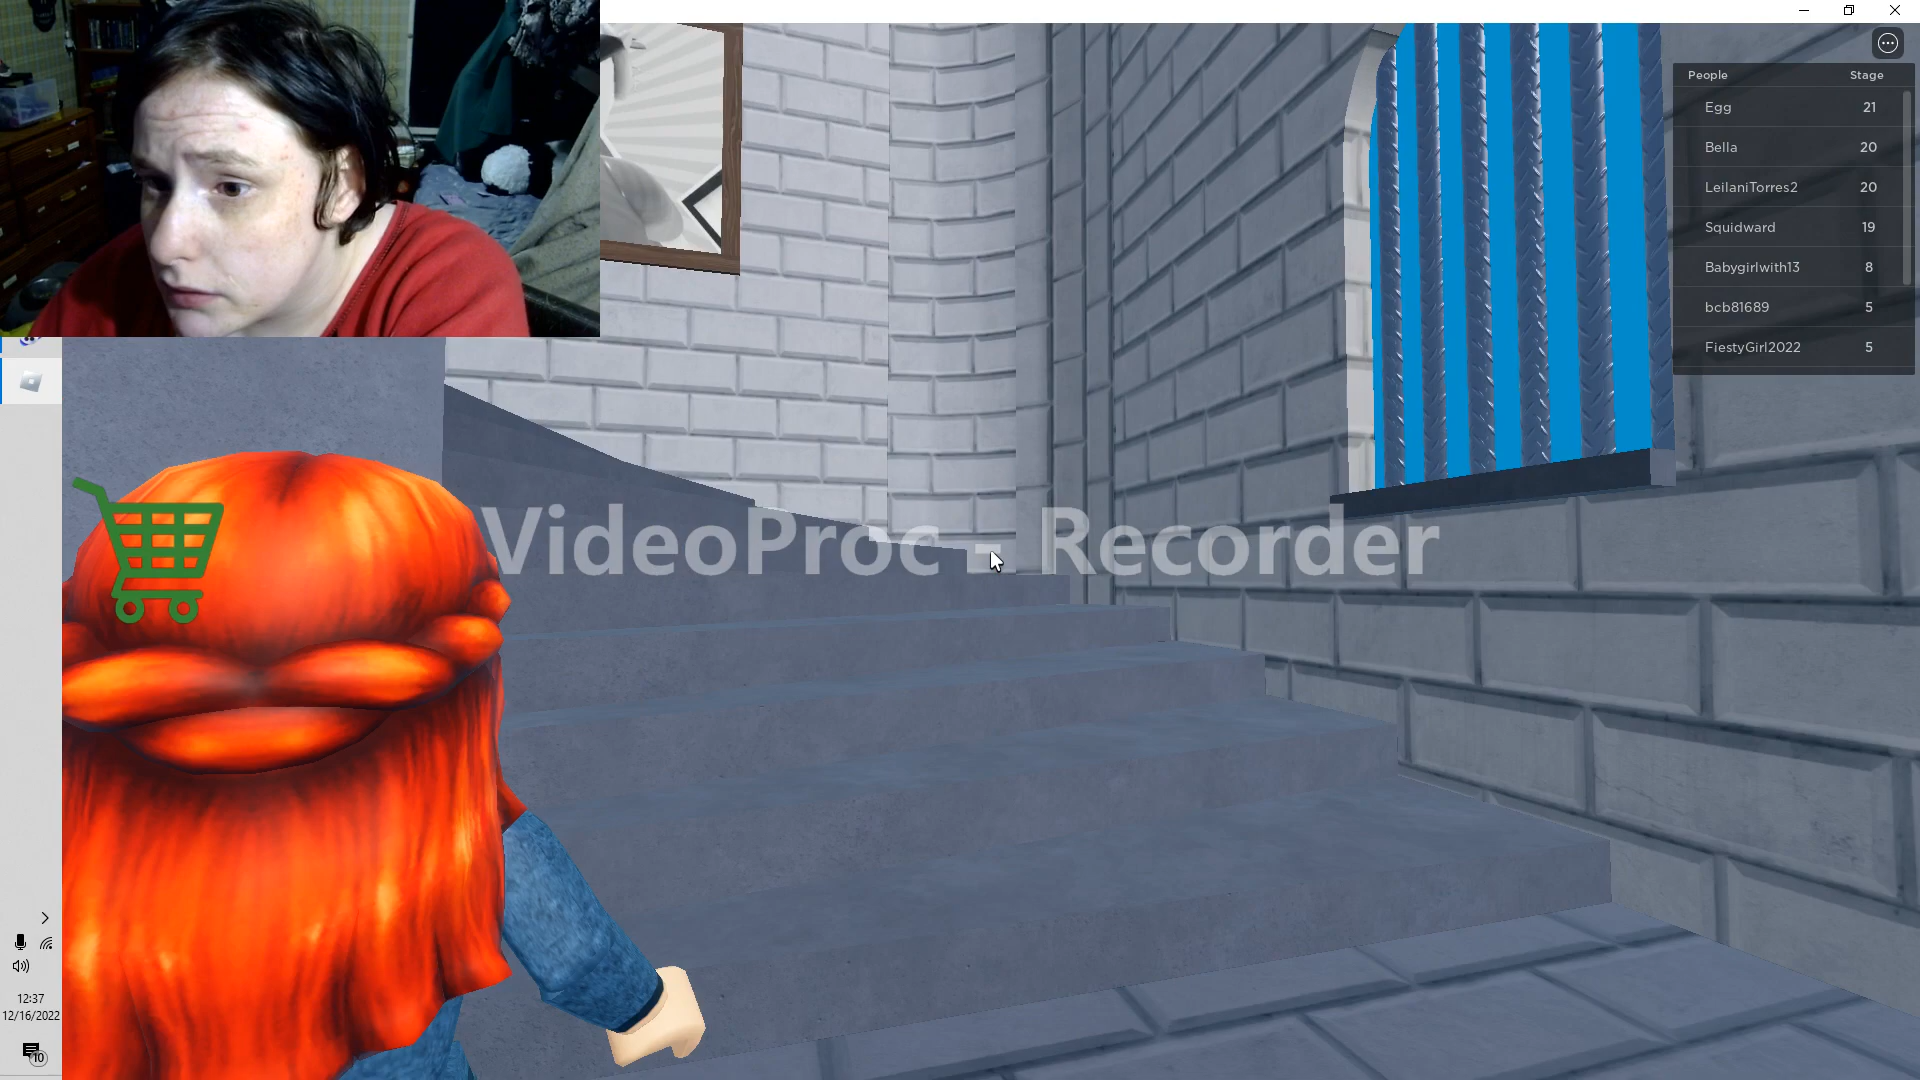 People Stage
Egg 21
Bella 20
LeilaniTorres2 20
Squidward 19
Babygirlwith13 8
bcb81689 5
FiestyGirl2022 5
VideoProc Recorder
12:37
12/16/2022
10